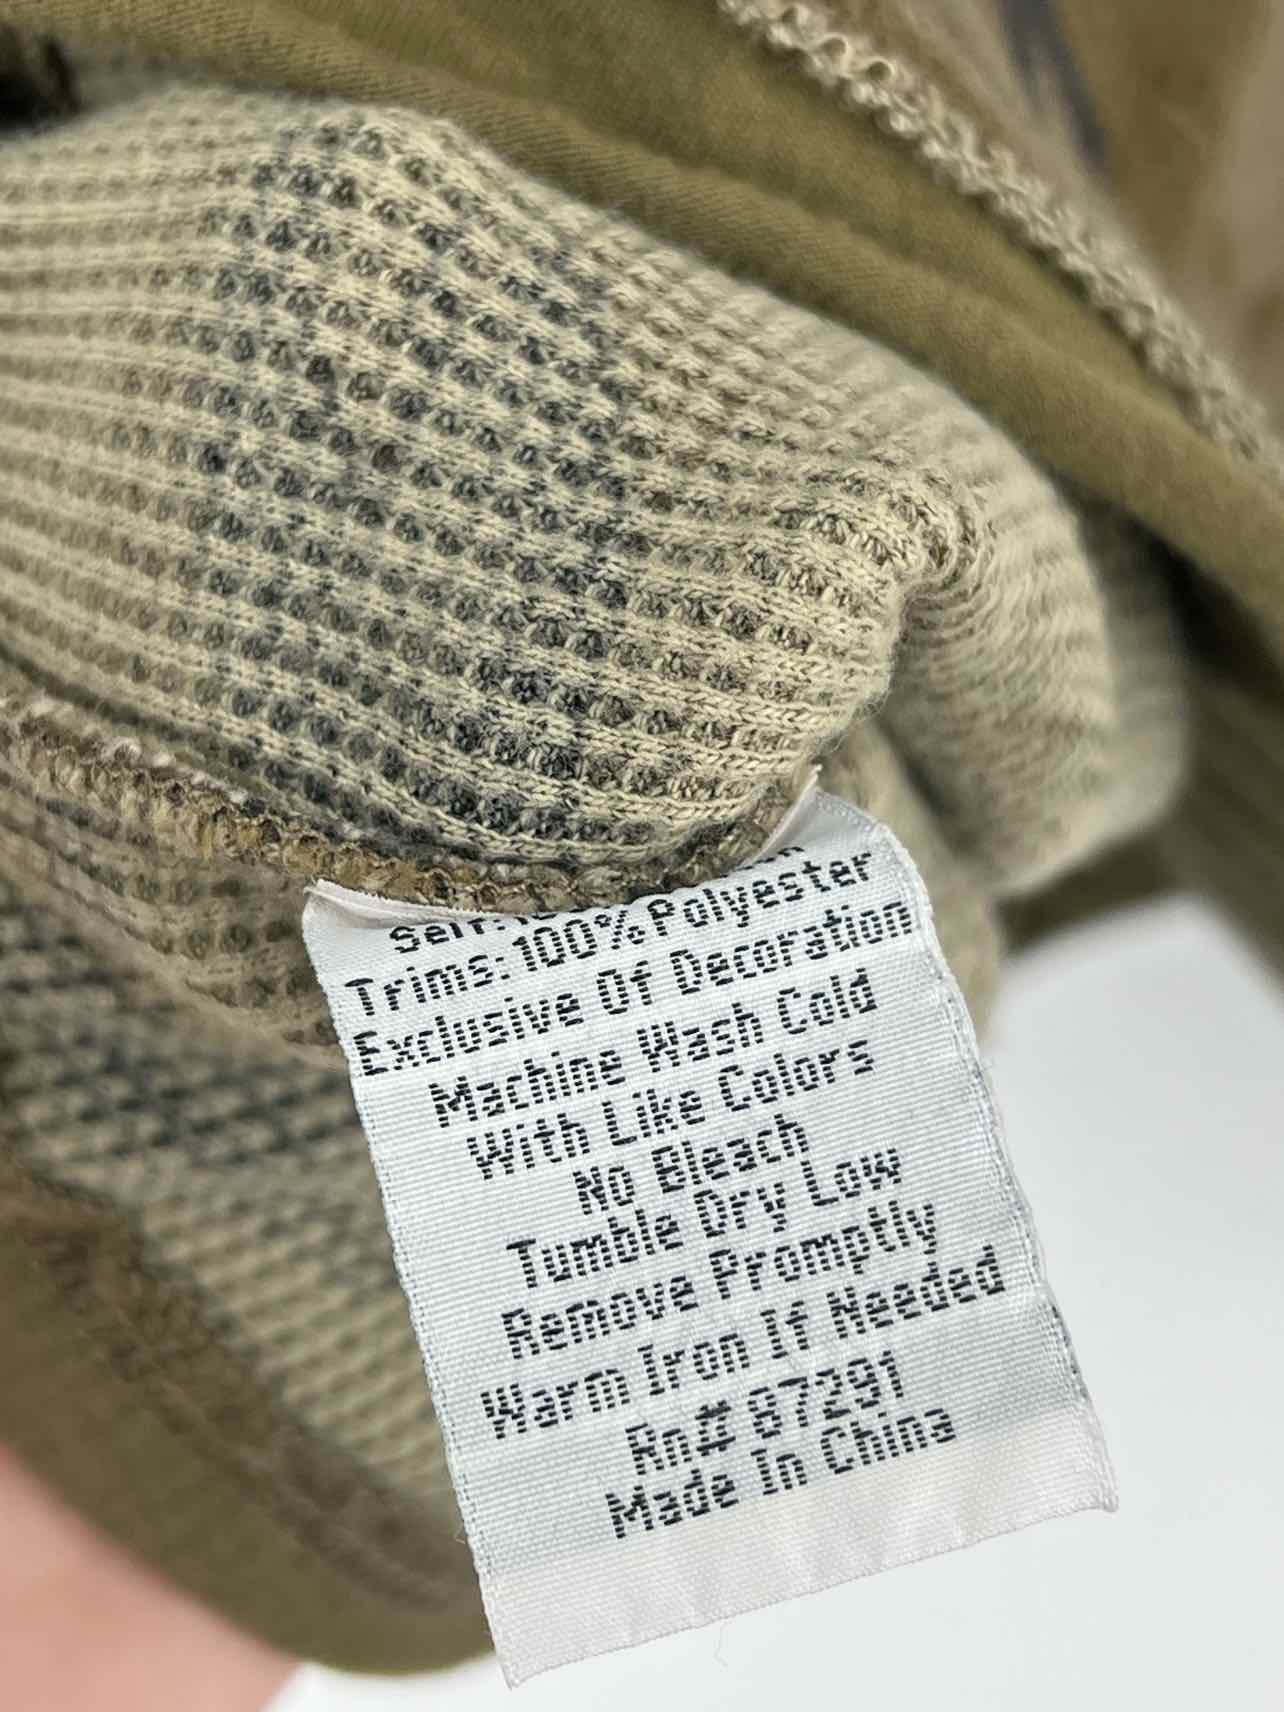 Self:
Trims:100% Polyester
Exclusive Of Decoration
Machine Wash Cold
With Like Colors
No Bleach
Tumble Dry Low
Remove Promptly
Warm Iron If Needed
Rn# 87291
Made In China